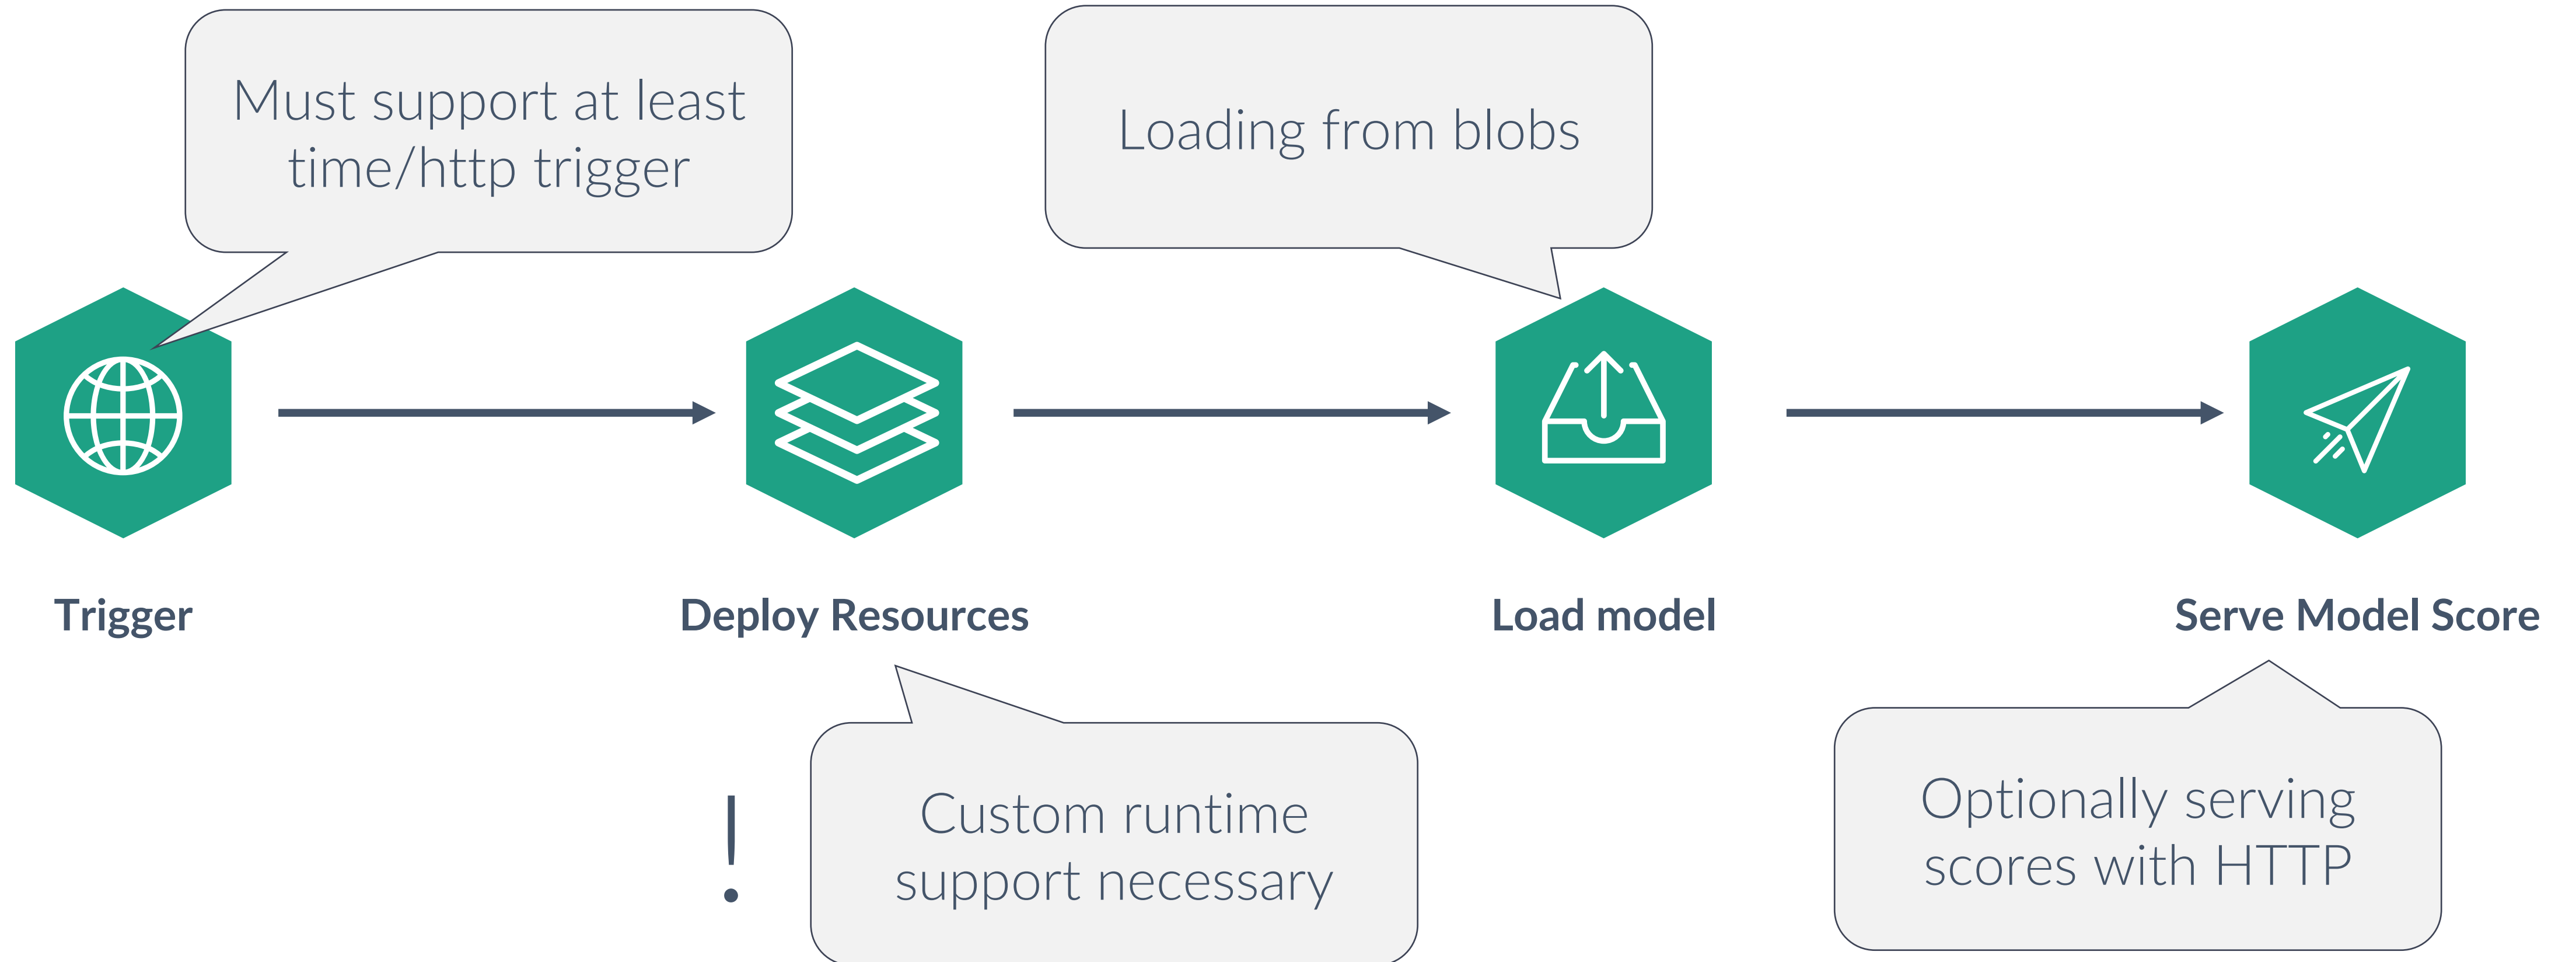 Must support at least
time/http trigger
Loading from blobs
Trigger
Deploy Resources
Load model
Serve Model Score
!
Custom runtime
support necessary
Optionally serving
scores with HTTP